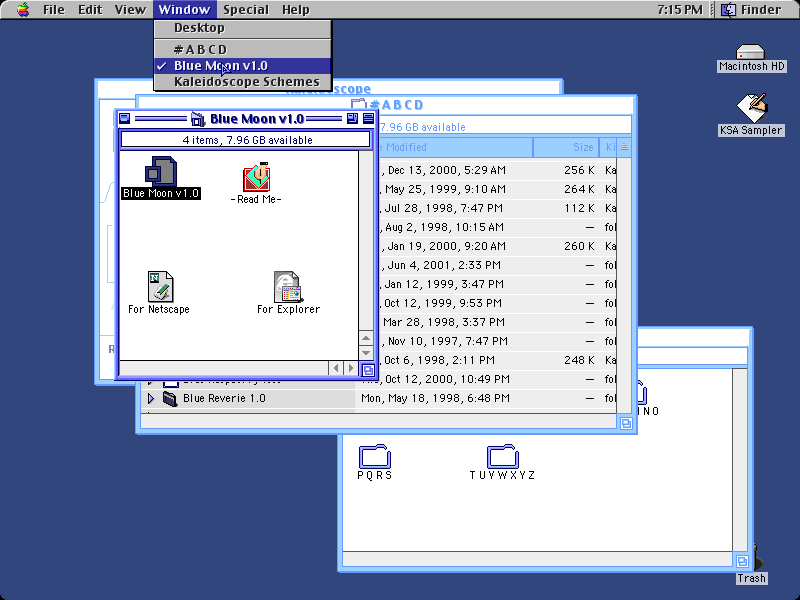 File Edit View Window Special Help 7:15 PM Finder
Desktop
#ABCD
✓ Blue Moon v1.0
Kaleidoscope Schemes
Macintosh HD
KSA Sampler
#ABCD
7.96 GB available
Modified Size Ki
Blue Moon v1.0
4 items, 7.96 GB available
Blue Moon v1.0
-Read Me-
For Netscape
For Explorer
, Dec 13, 2000, 5:29 AM 256 K Ka
, May 25, 1999, 9:10 AM 264 K Ka
, Jul 28, 1998, 7:47 PM 112 K Ka
, Aug 2, 1998, 10:15 AM — fol
, Jan 19, 2000, 9:20 AM 260 K Ka
, Jun 4, 2001, 2:33 PM — fol
, Jan 12, 1999, 3:47 PM — fol
, Oct 12, 1999, 9:53 PM — fol
, Mar 28, 1998, 3:37 PM — fol
, Nov 10, 1997, 7:47 PM — fol
, Oct 6, 1998, 2:11 PM 248 K Ka
, Oct 12, 2000, 10:49 PM — fol
Blue Reverie 1.0 Mon, May 18, 1998, 6:48 PM — fol
NO
PQRS
TUVWXYZ
Trash